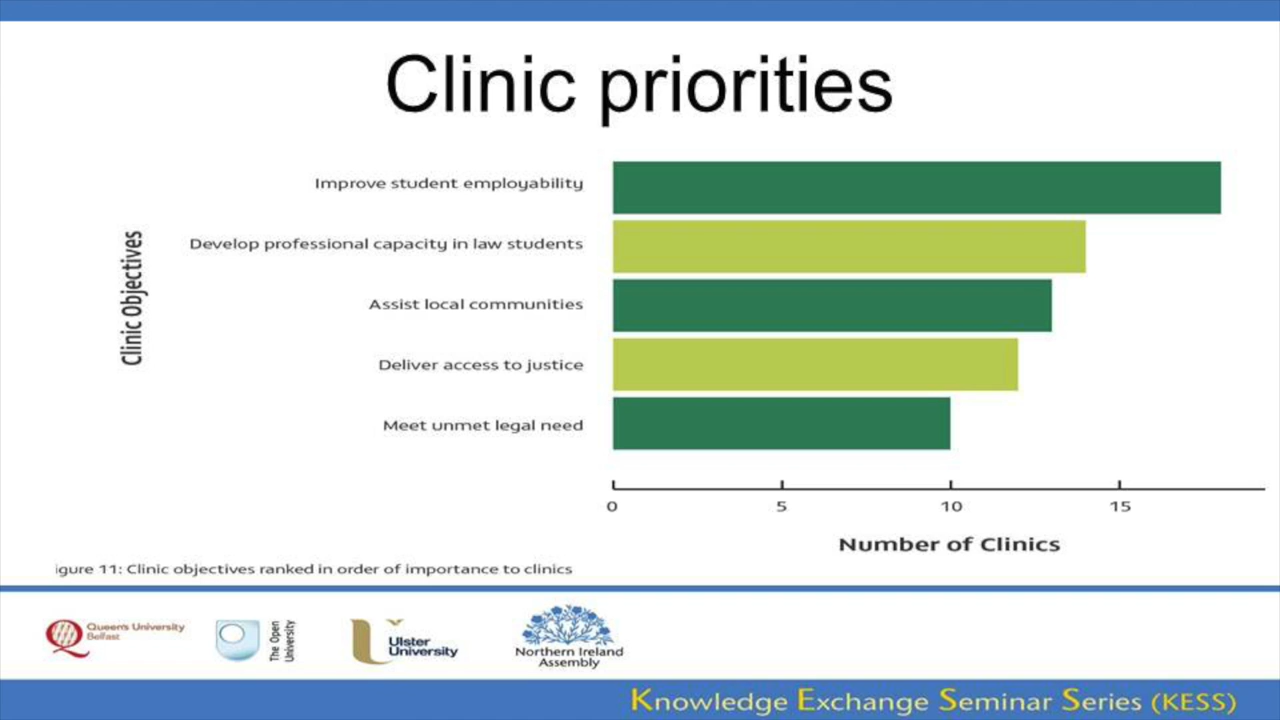 Clinic priorities
Clinic Objectives
Improve student employability
Develop professional capacity in law students
Assist local communities
Deliver access to justice
Meet unmet legal need
0 5 10 15
Number of Clinics
igure 11: Clinic objectives ranked in order of importance to clinics
Queen's University
Belfast
The Open
University
Ulster
University
Northern Ireland
Assembly
Knowledge Exchange Seminar Series (KESS)